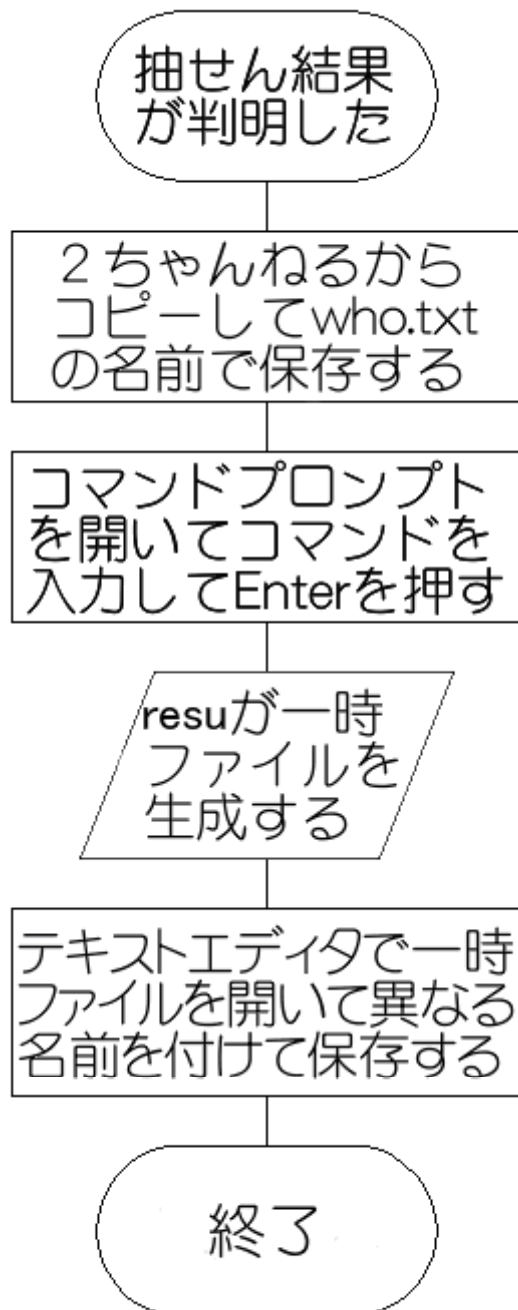 抽せん結果
が判明した
２ちゃんねるから
コピーしてwho.txt
の名前で保存する
コマンドプロンプト
を開いてコマンドを
入力してEnterを押す
resuが一時
ファイルを
生成する
テキストエディタで一時
ファイルを開いて異なる
名前を付けて保存する
終了